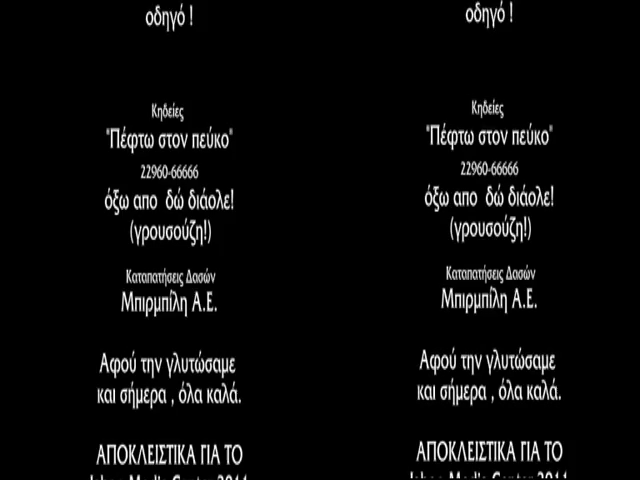 οδηγό !
Κηδείες
"Πέφτω στον πεύκο"
22960-66666
όξω απο δώ διάολε!
(γρουσούζη!)
Καταπατήσεις Δασών
Μπιρμπίλη Α.Ε.
Αφού την γλυτώσαμε
και σήμερα , όλα καλά.
ΑΠΟΚΛΕΙΣΤΙΚΑ ΓΙΑ ΤΟ
οδηγό !
Κηδείες
"Πέφτω στον πεύκο"
22960-66666
όξω απο δώ διάολε!
(γρουσούζη!)
Καταπατήσεις Δασών
Μπιρμπίλη Α.Ε.
Αφού την γλυτώσαμε
και σήμερα , όλα καλά.
ΑΠΟΚΛΕΙΣΤΙΚΑ ΓΙΑ ΤΟ